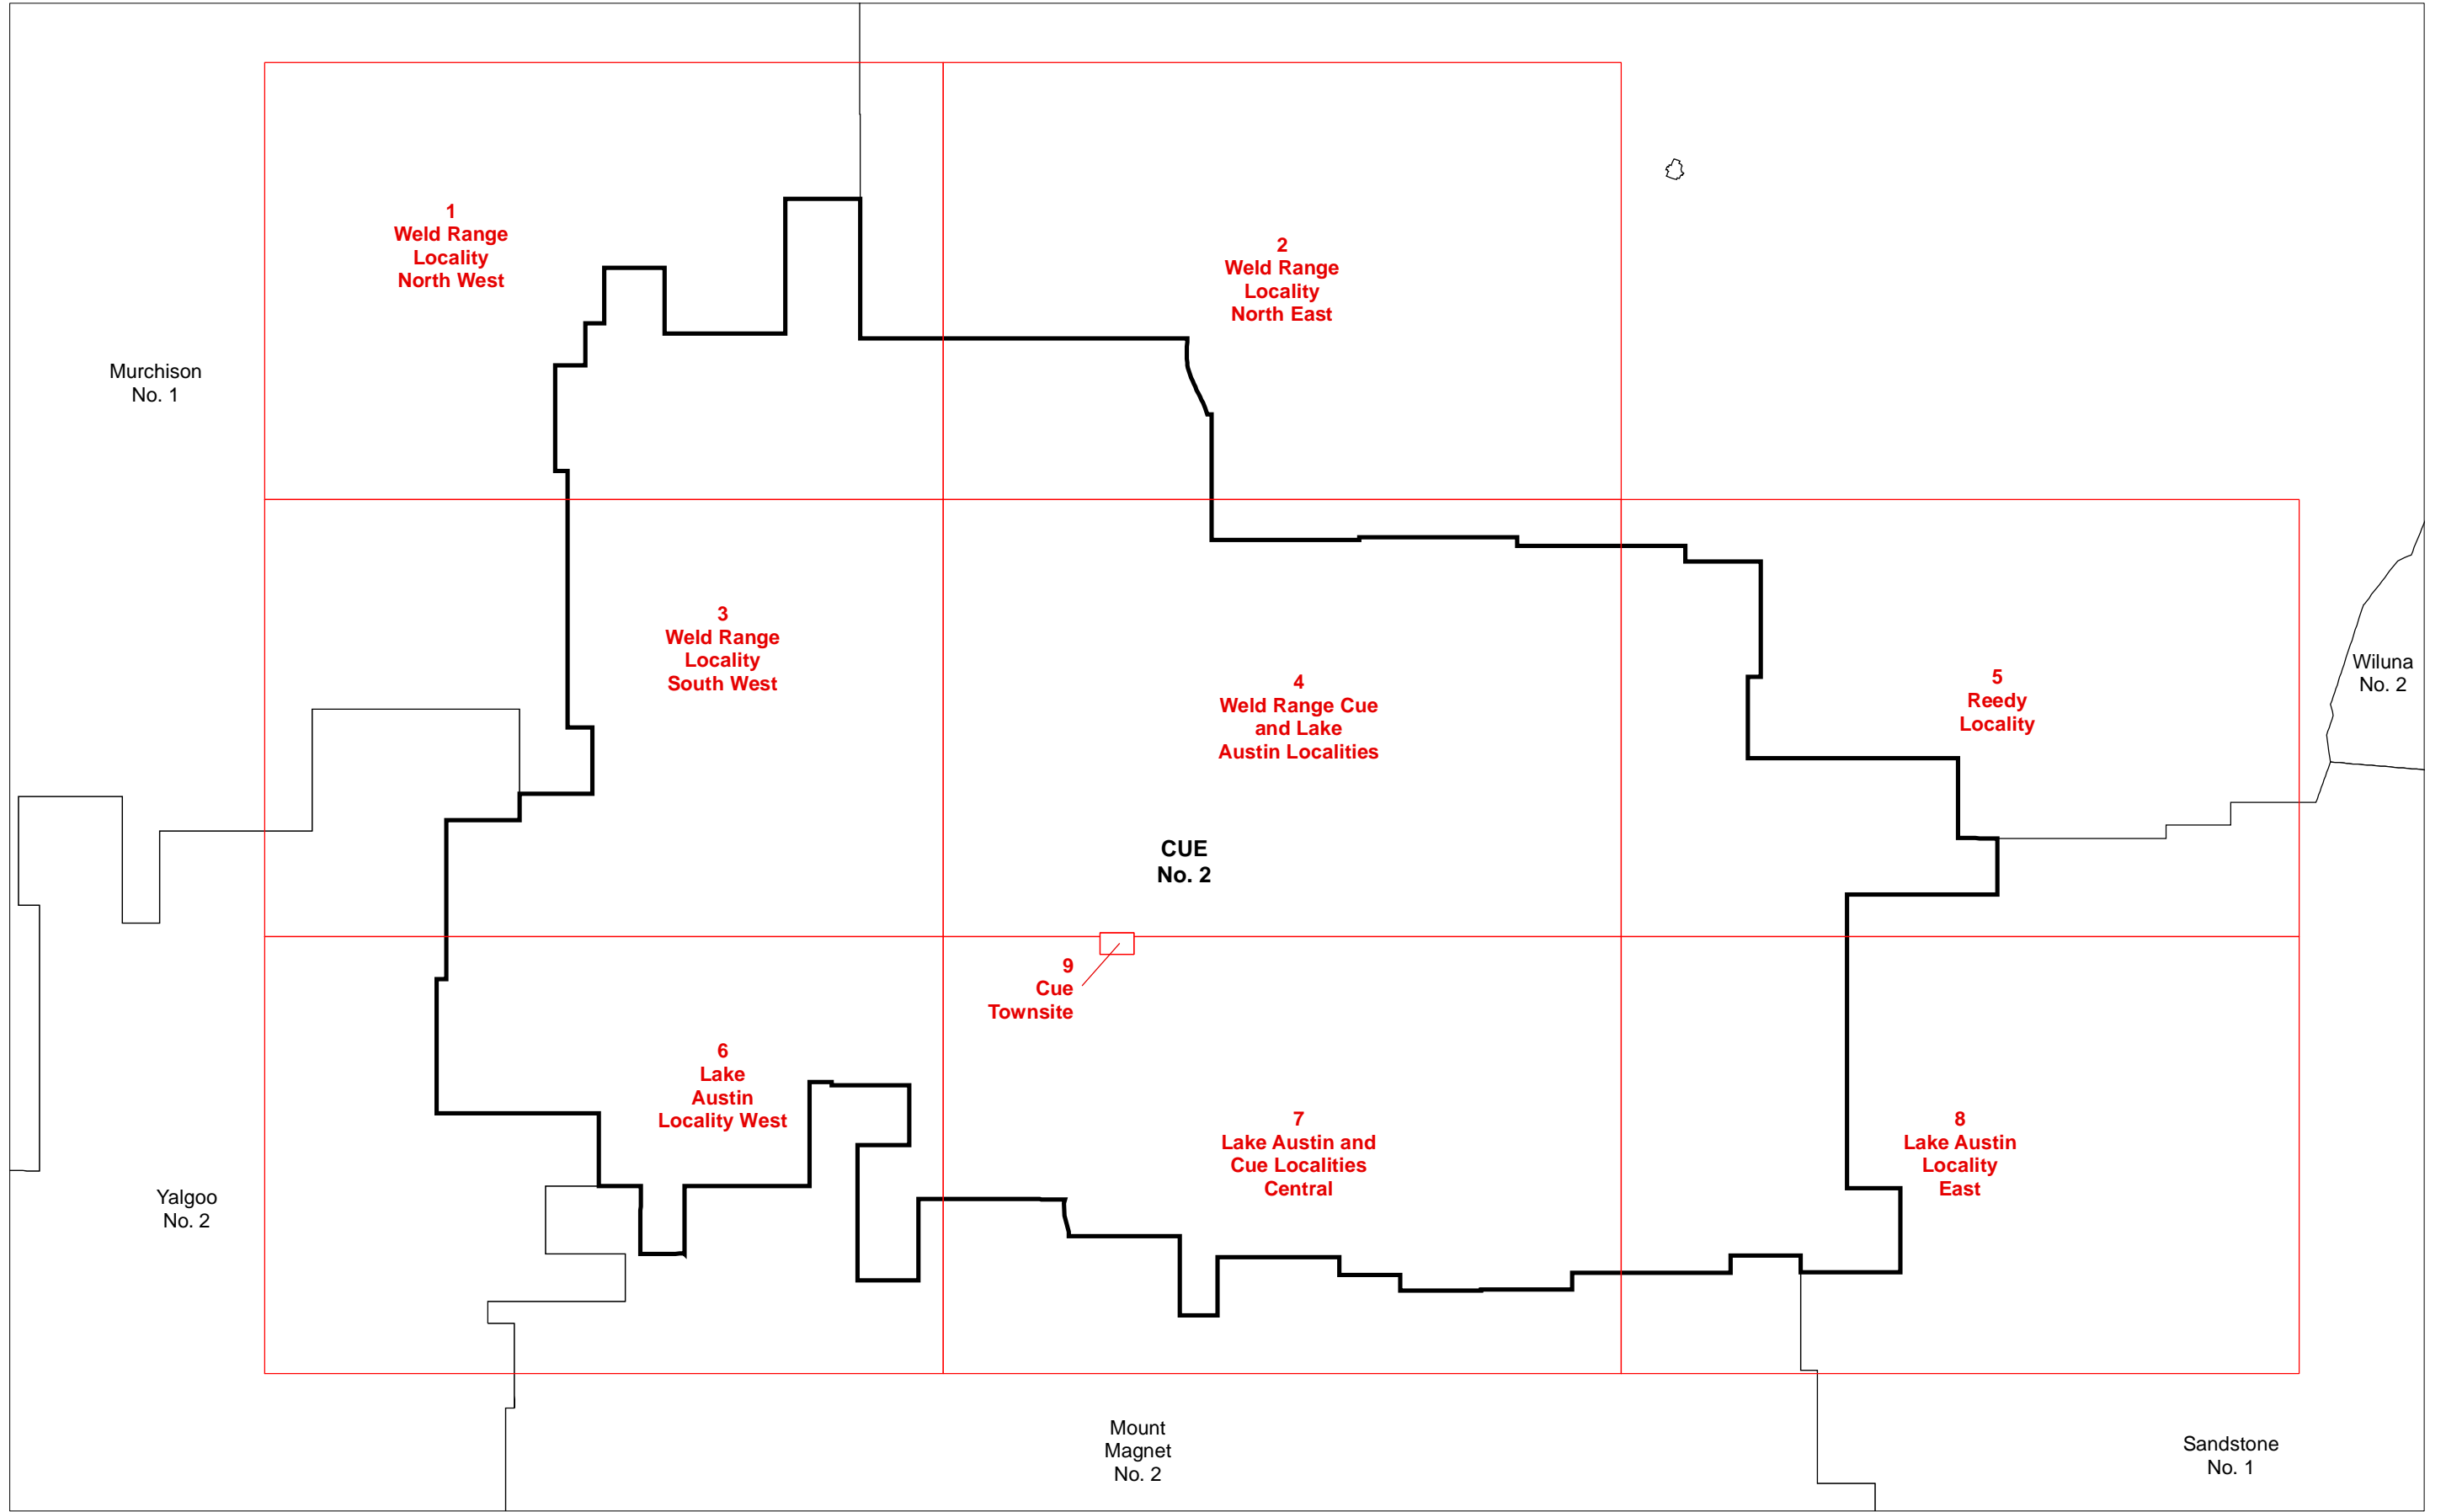 1
Weld Range
Locality
North West
2
Weld Range
Locality
North East
Murchison
No. 1
3
Weld Range
Locality
South West
4
Weld Range Cue
and Lake
Austin Localities
5
Reedy
Locality
Wiluna
No. 2
CUE
No. 2
9
Cue
Townsite
6
Lake
Austin
Locality West
7
Lake Austin and
Cue Localities
Central
8
Lake Austin
Locality
East
Yalgoo
No. 2
Mount
Magnet
No. 2
Sandstone
No. 1